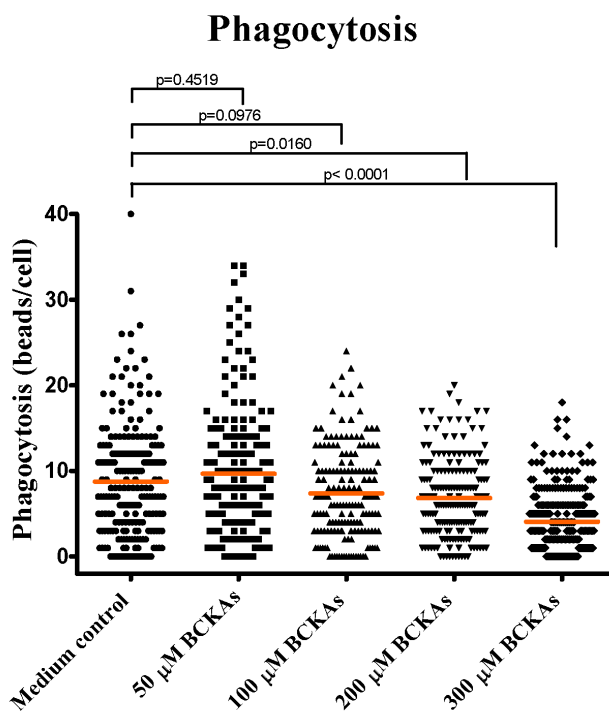 Phagocytosis
p=0.4519
p=0.0976
p=0.0160
p< 0.0001
Phagocytosis (beads/cell)
40
30
20
10
0
Medium control
50 µM BCKAs
100 µM BCKAs
200 µM BCKAs
300 µM BCKAs